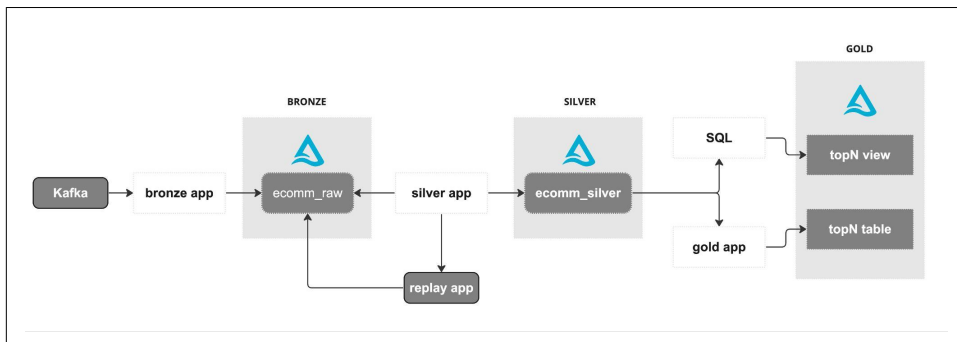 GOLD
BRONZE
SILVER
SQL
topN view
Kafka
bronze app
ecomm_raw
silver app
ecomm_silver
gold app
topN table
replay app